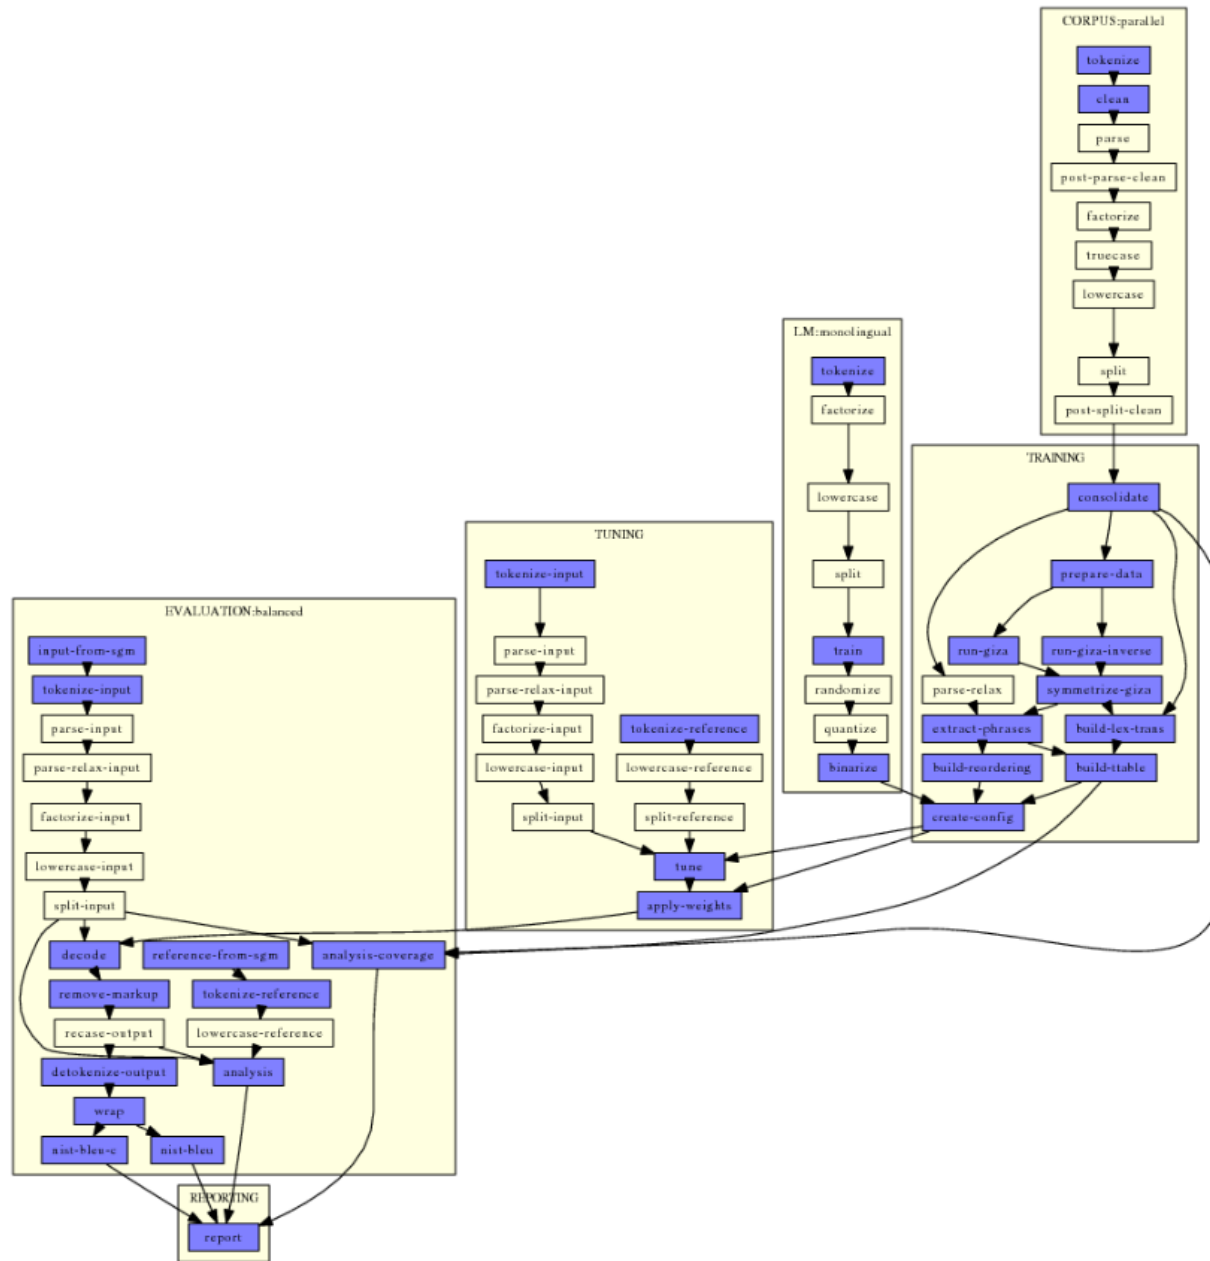 CORPUS:parallel
tokenize
clean
parse
post-parse-clean
factorize
truecase
lowercase
split
post-split-clean
LM:monolingual
tokenize
factorize
lowercase
split
train
randomize
quantize
binarize
TRAINING
consolidate
prepare-data
run-giza
run-giza-inverse
parse-relax
symmetrize-giza
extract-phrases
build-lex-trans
build-reordering
build-ttable
create-config
TUNING
tokenize-input
parse-input
parse-relax-input
factorize-input
tokenize-reference
lowercase-input
lowercase-reference
split-input
split-reference
tune
apply-weights
EVALUATION:balanced
input-from-sgm
tokenize-input
parse-input
parse-relax-input
factorize-input
lowercase-input
split-input
decode
reference-from-sgm
analysis-coverage
remove-markup
tokenize-reference
recase-output
lowercase-reference
detokenize-output
analysis
wrap
nist-bleu-c
nist-bleu
REPORTING
report